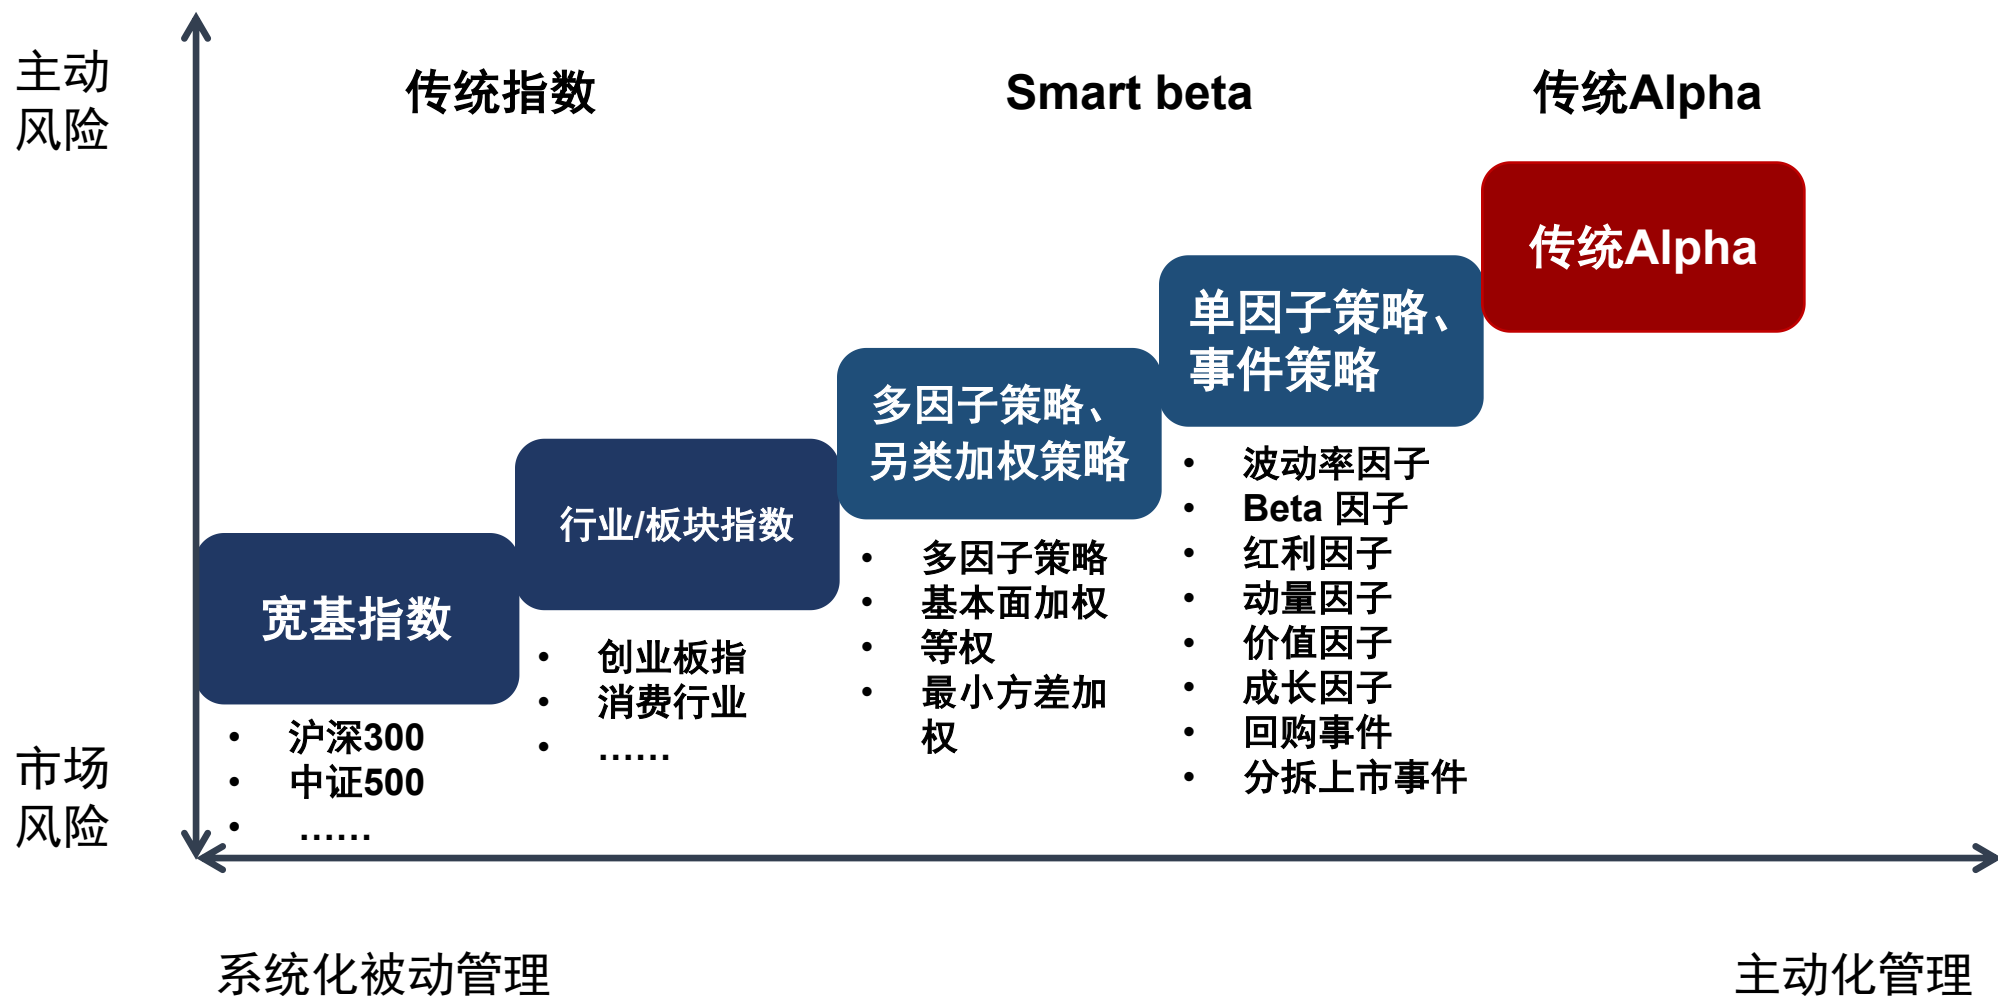 主动
风险
传统指数
Smart beta
传统Alpha
传统Alpha
单因子策略、
事件策略
多因子策略、
另类加权策略
行业/板块指数
宽基指数
• 沪深300
• 中证500
• ……
• 创业板指
• 消费行业
• ……
• 多因子策略
• 基本面加权
• 等权
• 最小方差加
权
• 波动率因子
• Beta 因子
• 红利因子
• 动量因子
• 价值因子
• 成长因子
• 回购事件
• 分拆上市事件
市场
风险
系统化被动管理
主动化管理